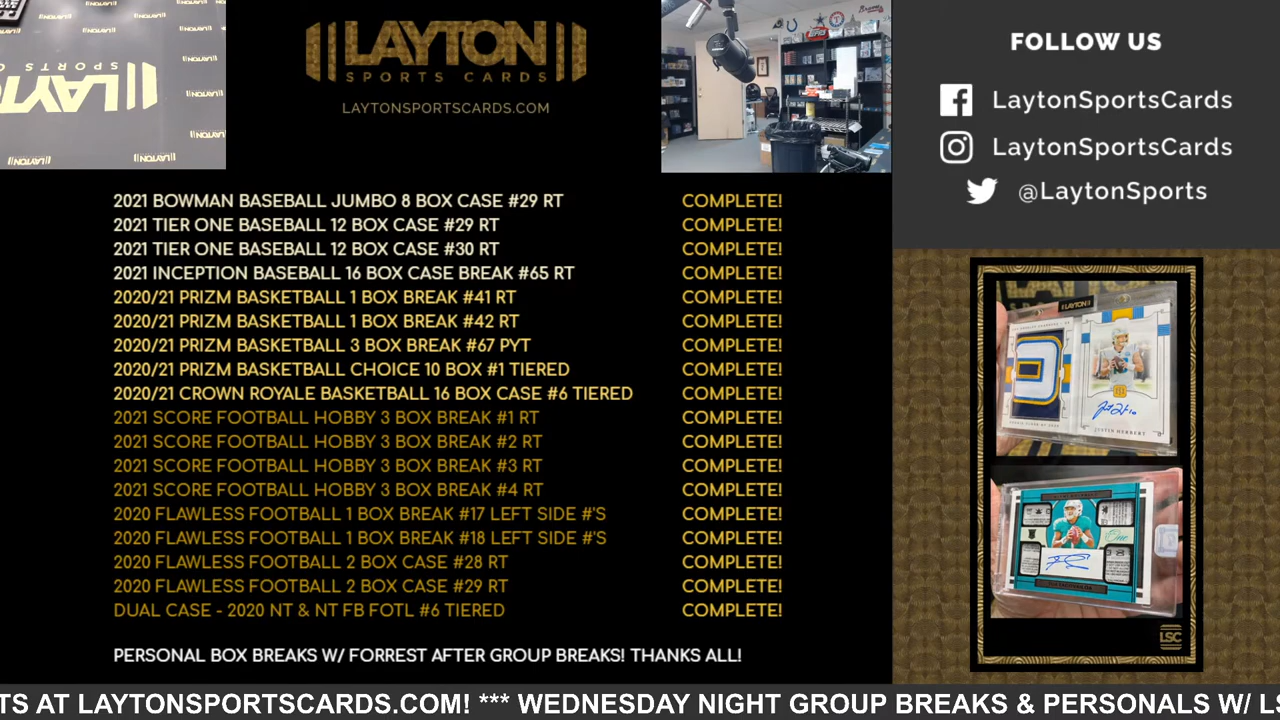 LAYTON
SPORTS CARDS
LAYTONSPORTSCARDS.COM
2021 BOWMAN BASEBALL JUMBO 8 BOX CASE #29 RT COMPLETE!
2021 TIER ONE BASEBALL 12 BOX CASE #29 RT COMPLETE!
2021 TIER ONE BASEBALL 12 BOX CASE #30 RT COMPLETE!
2021 INCEPTION BASEBALL 16 BOX CASE BREAK #65 RT COMPLETE!
2020/21 PRIZM BASKETBALL 1 BOX BREAK #41 RT COMPLETE!
2020/21 PRIZM BASKETBALL 1 BOX BREAK #42 RT COMPLETE!
2020/21 PRIZM BASKETBALL 3 BOX BREAK #67 PYT COMPLETE!
2020/21 PRIZM BASKETBALL CHOICE 10 BOX #1 TIERED COMPLETE!
2020/21 CROWN ROYALE BASKETBALL 16 BOX CASE #6 TIERED COMPLETE!
2021 SCORE FOOTBALL HOBBY 3 BOX BREAK #1 RT COMPLETE!
2021 SCORE FOOTBALL HOBBY 3 BOX BREAK #2 RT COMPLETE!
2021 SCORE FOOTBALL HOBBY 3 BOX BREAK #3 RT COMPLETE!
2021 SCORE FOOTBALL HOBBY 3 BOX BREAK #4 RT COMPLETE!
2020 FLAWLESS FOOTBALL 1 BOX BREAK #17 LEFT SIDE #'S COMPLETE!
2020 FLAWLESS FOOTBALL 1 BOX BREAK #18 LEFT SIDE #'S COMPLETE!
2020 FLAWLESS FOOTBALL 2 BOX CASE #28 RT COMPLETE!
2020 FLAWLESS FOOTBALL 2 BOX CASE #29 RT COMPLETE!
DUAL CASE - 2020 NT & NT FB FOTL #6 TIERED COMPLETE!
PERSONAL BOX BREAKS W/ FORREST AFTER GROUP BREAKS! THANKS ALL!
FOLLOW US
LaytonSportsCards
LaytonSportsCards
@LaytonSports
LAYTON
JUSTIN HERBERT
LSC
TS AT LAYTONSPORTSCARDS.COM! *** WEDNESDAY NIGHT GROUP BREAKS & PERSONALS W/ LS